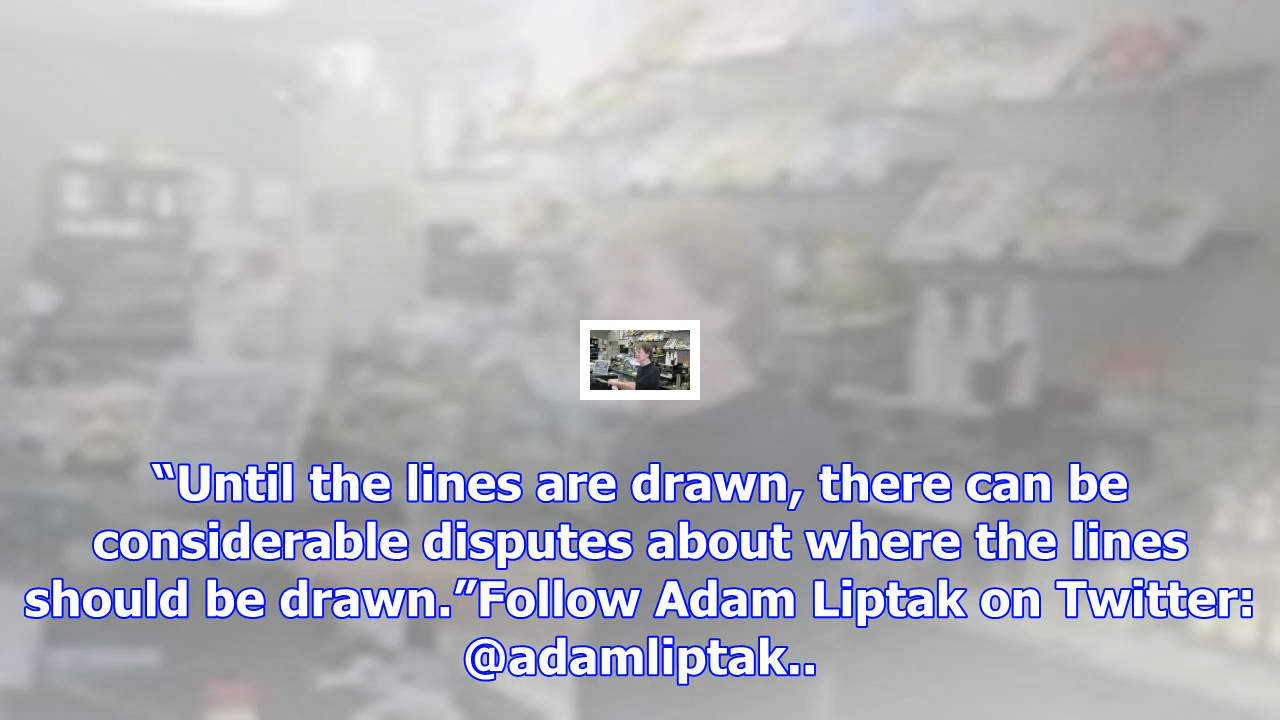 “Until the lines are drawn, there can be
considerable disputes about where the lines
should be drawn.”Follow Adam Liptak on Twitter:
@adamliptak..